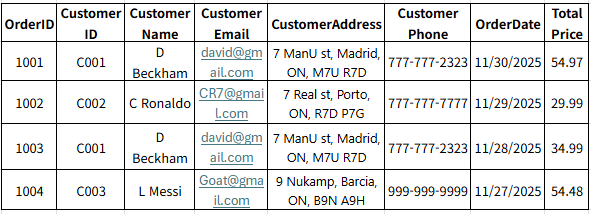 OrderID Customer ID Customer Name Customer Email CustomerAddress Customer Phone OrderDate Total Price
1001 C001 D Beckham david@gmail.com 7 ManU st, Madrid, ON, M7U R7D 777-777-2323 11/30/2025 54.97
1002 C002 C Ronaldo CR7@gmail.com 7 Real st, Porto, ON, R7D P7G 777-777-7777 11/29/2025 29.99
1003 C001 D Beckham david@gmail.com 7 ManU st, Madrid, ON, M7U R7D 777-777-2323 11/28/2025 34.99
1004 C003 L Messi Goat@gmail.com 9 Nukamp, Barcia, ON, B9N A9H 999-999-9999 11/27/2025 54.48